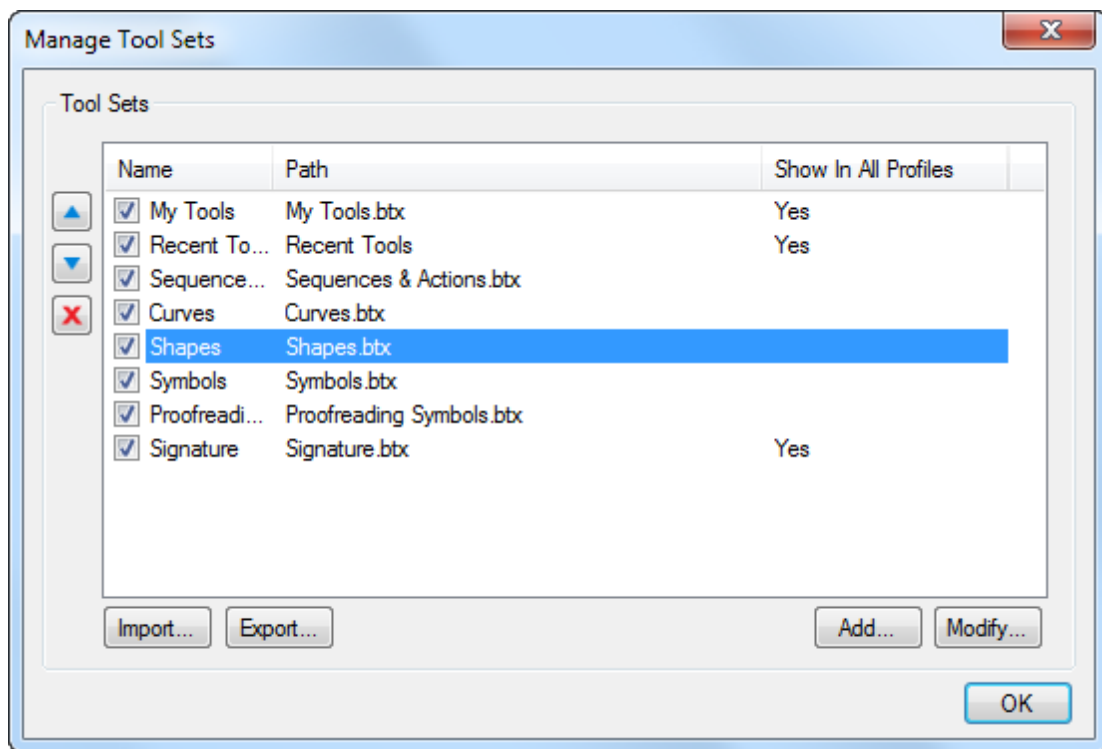 Manage Tool Sets
Tool Sets
Name Path Show In All Profiles
My Tools My Tools.btx Yes
Recent To... Recent Tools Yes
Sequence... Sequences & Actions.btx
Curves Curves.btx
Shapes Shapes.btx
Symbols Symbols.btx
Proofreadi... Proofreading Symbols.btx
Signature Signature.btx Yes
Import... Export... Add... Modify...
OK